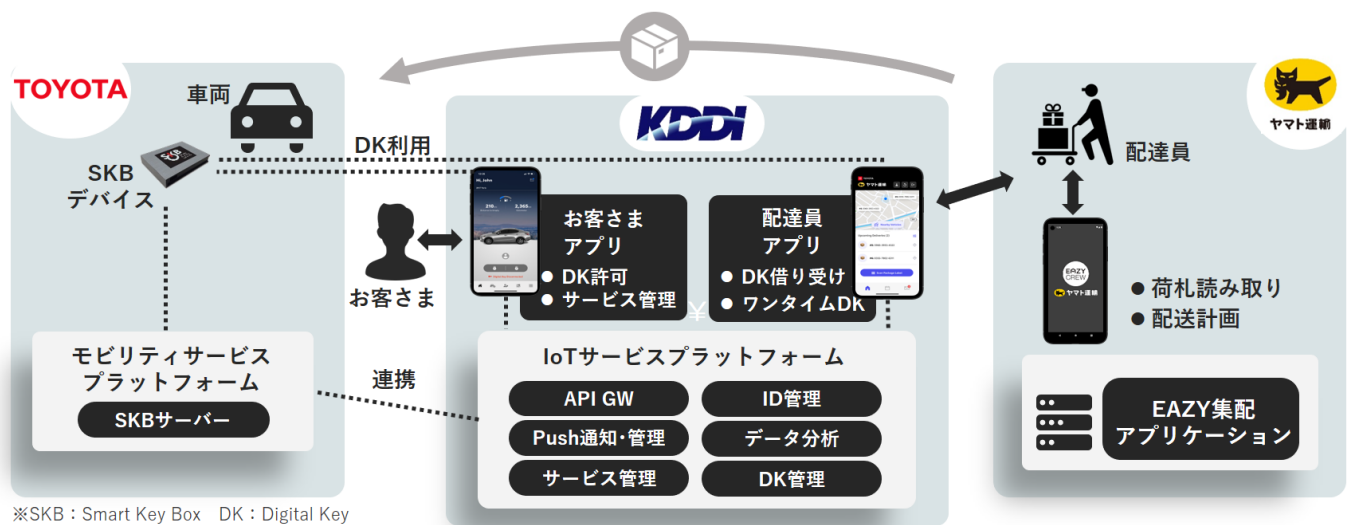 TOYOTA
車両
SKB
SKB
デバイス
DK利用
お客さま
モビリティサービス
プラットフォーム
SKBサーバー
連携
KDDI
お客さま
アプリ
● DK許可
● サービス管理
配達員
アプリ
● DK借り受け
● ワンタイムDK
¥
ヤマト運輸
IoTサービスプラットフォーム
API GW
ID管理
Push通知・管理
データ分析
サービス管理
DK管理
ヤマト運輸
配達員
EAZY
CREW
ヤマト運輸
● 荷札読み取り
● 配送計画
EAZY集配
アプリケーション
※SKB：Smart Key Box DK：Digital Key